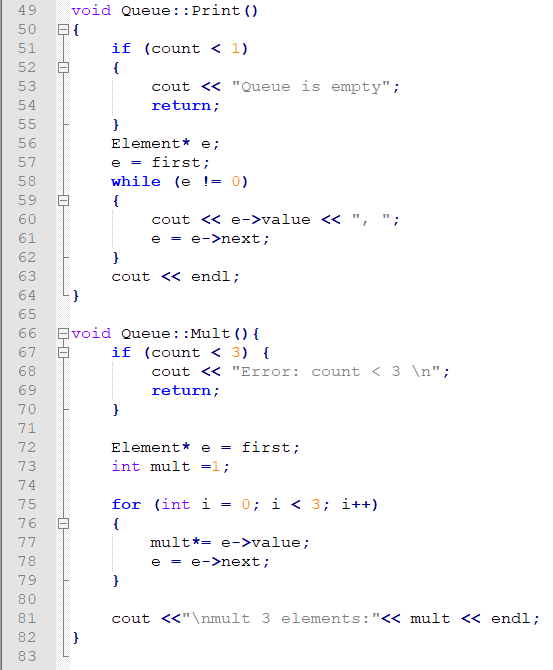 49 void Queue::Print()
50 {
51     if (count < 1)
52     {
53         cout << "Queue is empty";
54         return;
55     }
56     Element* e;
57     e = first;
58     while (e != 0)
59     {
60         cout << e->value << ", ";
61         e = e->next;
62     }
63     cout << endl;
64 }
65
66 void Queue::Mult(){
67     if (count < 3) {
68         cout << "Error: count < 3 \n";
69         return;
70     }
71
72     Element* e = first;
73     int mult =1;
74
75     for (int i = 0; i < 3; i++)
76     {
77         mult*= e->value;
78         e = e->next;
79     }
80
81     cout <<"\nmult 3 elements:"<< mult << endl;
82 }
83